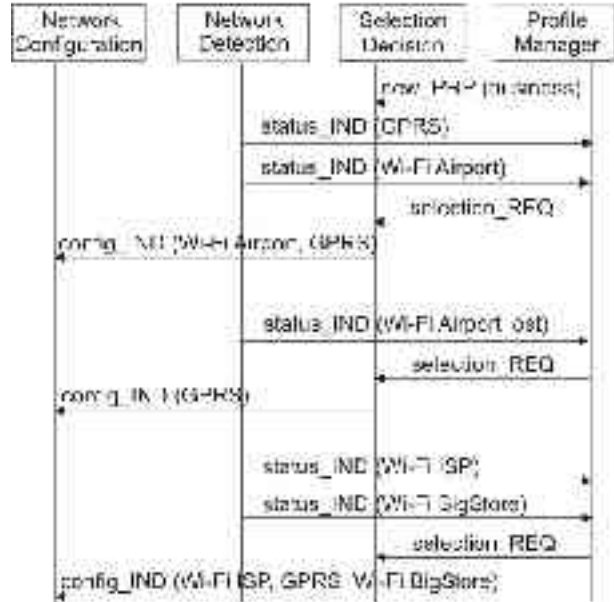 Network Configuration
Network Detection
Selection Decision
Profile Manager
new_PRP (business)
status_IND (GPRS)
status_IND (Wi-Fi Airport)
selection_REQ
config_IND (Wi-Fi Airport, GPRS)
status_IND (Wi-Fi Airport lost)
selection_REQ
config_IND (GPRS)
status_IND (Wi-Fi ISP)
status_IND (Wi-Fi BigStore)
selection_REQ
config_IND (Wi-Fi ISP, GPRS, Wi-Fi BigStore)